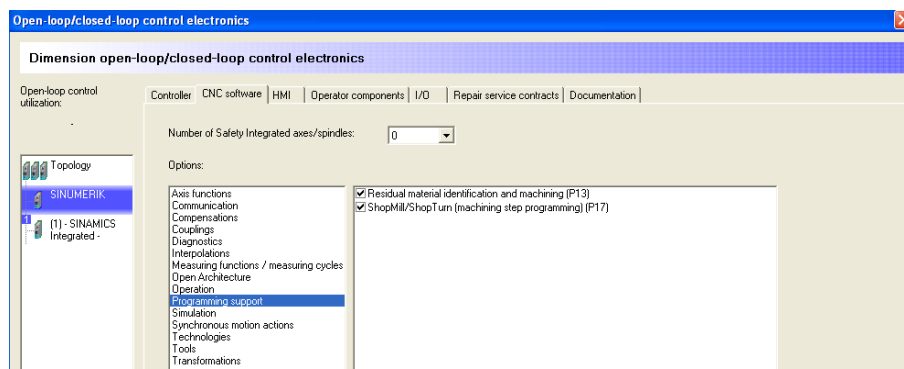 Open-loop/closed-loop control electronics
Dimension open-loop/closed-loop control electronics
Open-loop control
utilization:
-
Controller CNC software HMI Operator components I/O Repair service contracts Documentation
Number of Safety Integrated axes/spindles: 0
Topology
Options:
SINUMERIK
1
(1) - SINAMICS
Integrated -
Axis functions
Communication
Compensations
Couplings
Diagnostics
Interpolations
Measuring functions / measuring cycles
Open Architecture
Operation
Programming support
Simulation
Synchronous motion actions
Technologies
Tools
Transformations
Residual material identification and machining (P13)
ShopMill/ShopTurn (machining step programming) (P17)